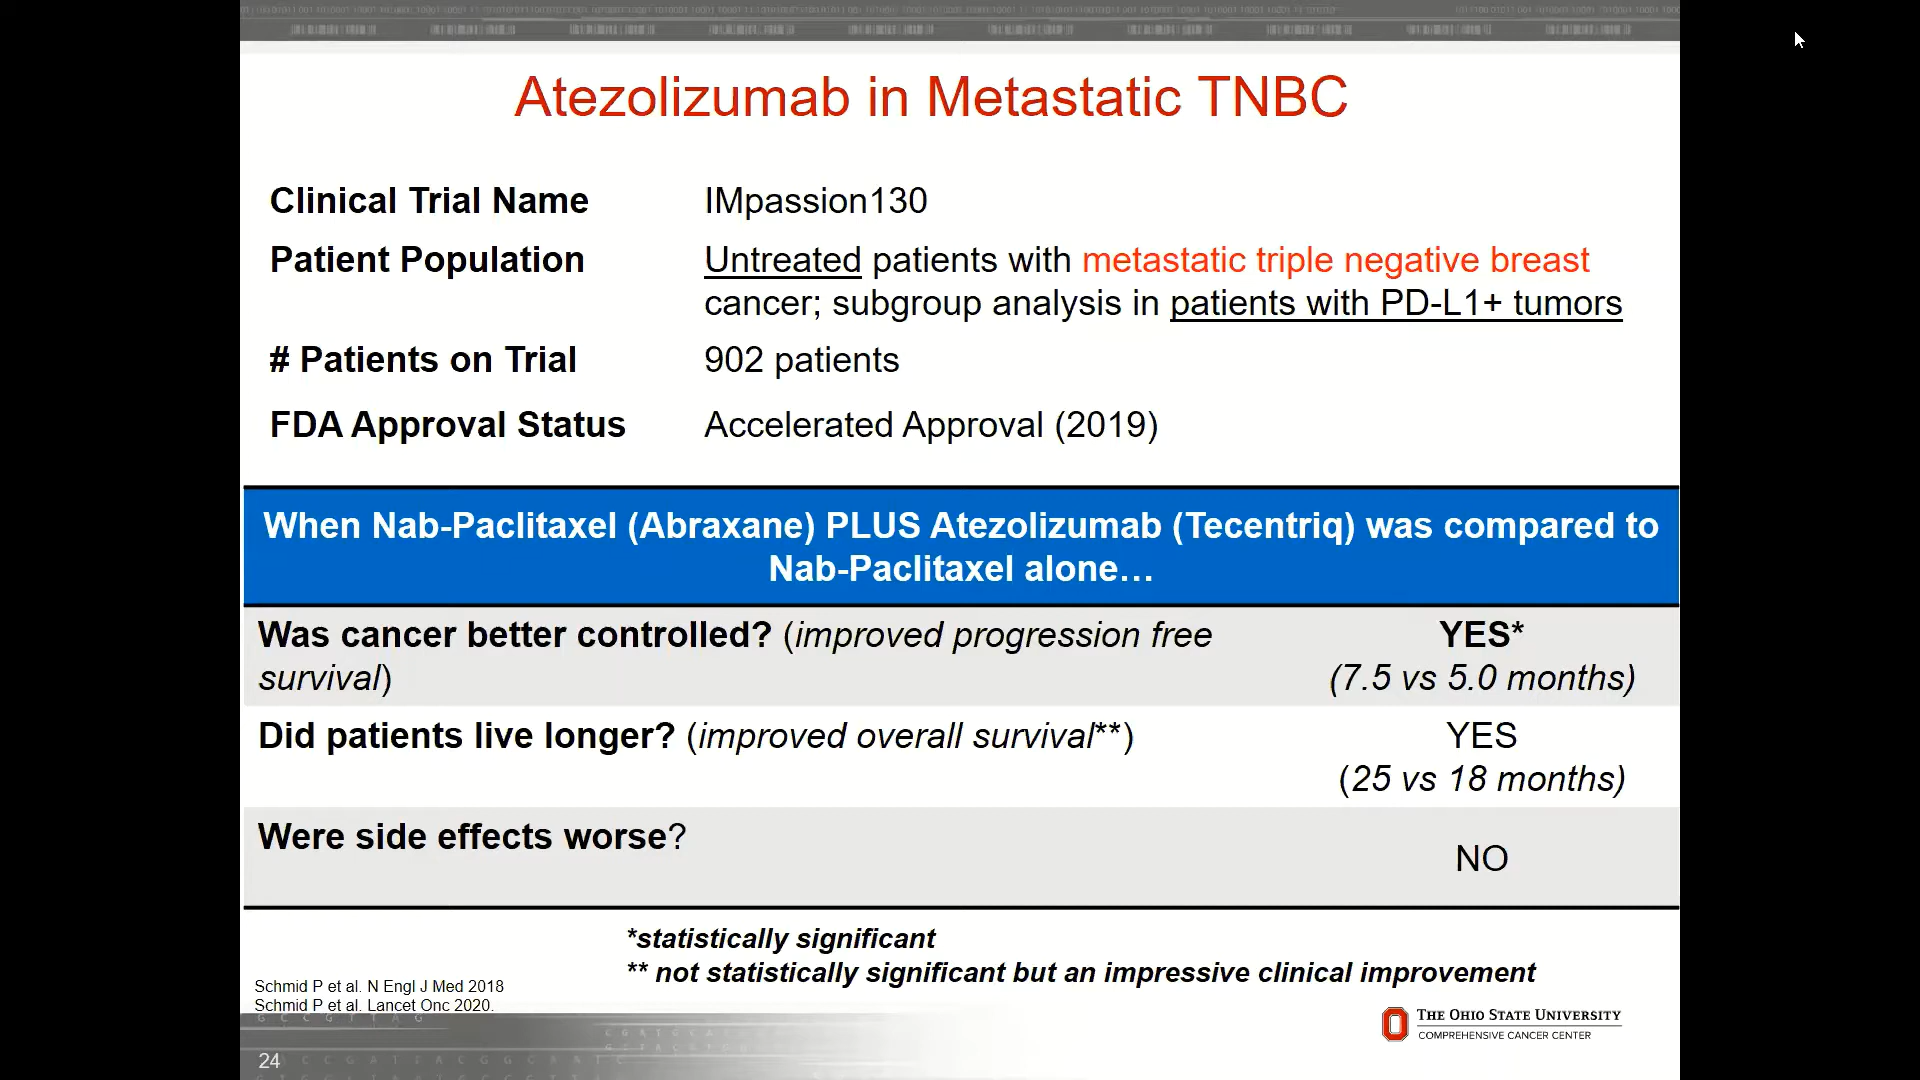 Atezolizumab in Metastatic TNBC
Clinical Trial Name IMpassion130
Patient Population Untreated patients with metastatic triple negative breast
cancer; subgroup analysis in patients with PD-L1+ tumors
# Patients on Trial 902 patients
FDA Approval Status Accelerated Approval (2019)
When Nab-Paclitaxel (Abraxane) PLUS Atezolizumab (Tecentriq) was compared to
Nab-Paclitaxel alone…
Was cancer better controlled? (improved progression free YES*
survival) (7.5 vs 5.0 months)
Did patients live longer? (improved overall survival**) YES
(25 vs 18 months)
Were side effects worse?
NO
*statistically significant
** not statistically significant but an impressive clinical improvement
Schmid P et al. N Engl J Med 2018
Schmid P et al. Lancet Onc 2020.
THE OHIO STATE UNIVERSITY
COMPREHENSIVE CANCER CENTER
24